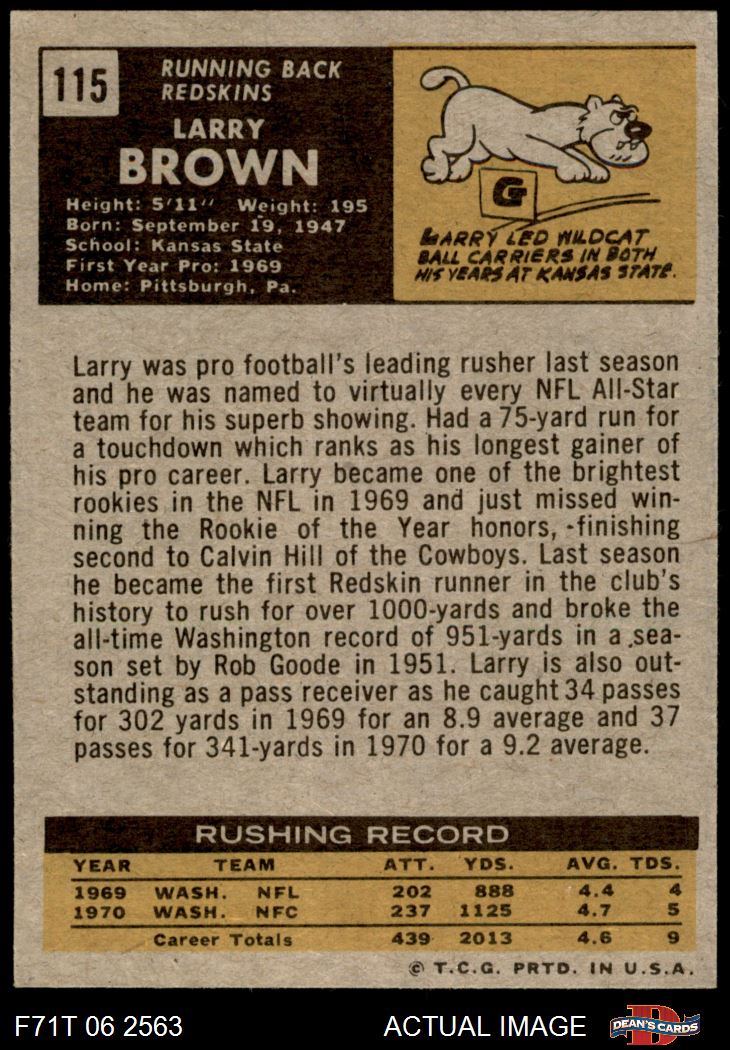 115
RUNNING BACK
REDSKINS
LARRY
BROWN
Height: 5'11" Weight: 195
Born: September 19, 1947
School: Kansas State
First Year Pro: 1969
Home: Pittsburgh, Pa.
G
LARRY LED WILDCAT
BALL CARRIERS IN BOTH
HIS YEARS AT KANSAS STATE.
Larry was pro football's leading rusher last season
and he was named to virtually every NFL All-Star
team for his superb showing. Had a 75-yard run for
a touchdown which ranks as his longest gainer of
his pro career. Larry became one of the brightest
rookies in the NFL in 1969 and just missed win-
ning the Rookie of the Year honors, -finishing
second to Calvin Hill of the Cowboys. Last season
he became the first Redskin runner in the club's
history to rush for over 1000-yards and broke the
all-time Washington record of 951-yards in a sea-
son set by Rob Goode in 1951. Larry is also out-
standing as a pass receiver as he caught 34 passes
for 302 yards in 1969 for an 8.9 average and 37
passes for 341-yards in 1970 for a 9.2 average.
RUSHING RECORD
YEAR TEAM ATT. YDS. AVG. TDS.
1969 WASH. NFL 202 888 4.4 4
1970 WASH. NFC 237 1125 4.7 5
Career Totals 439 2013 4.6 9
© T.C.G. PRTD. IN U.S.A.
F71T 06 2563 ACTUAL IMAGE D DEAN'S CARDS